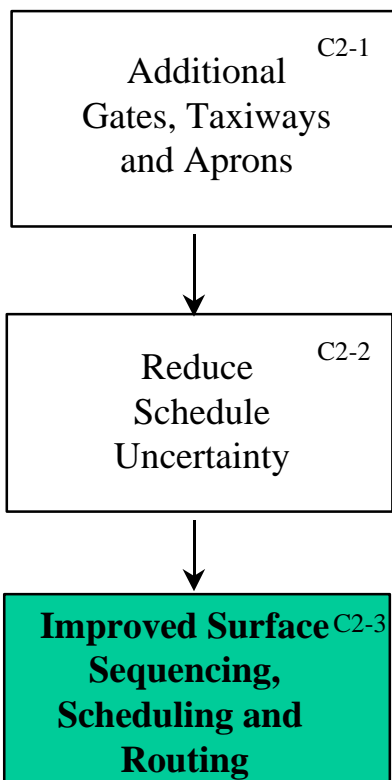 C2-1
Additional
Gates, Taxiways
and Aprons
C2-2
Reduce
Schedule
Uncertainty
Improved Surface C2-3
Sequencing,
Scheduling and
Routing